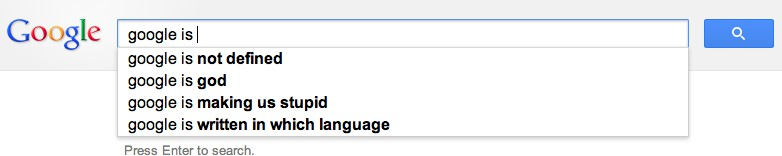 Google
google is
google is not defined
google is god
google is making us stupid
google is written in which language
Press Enter to search.